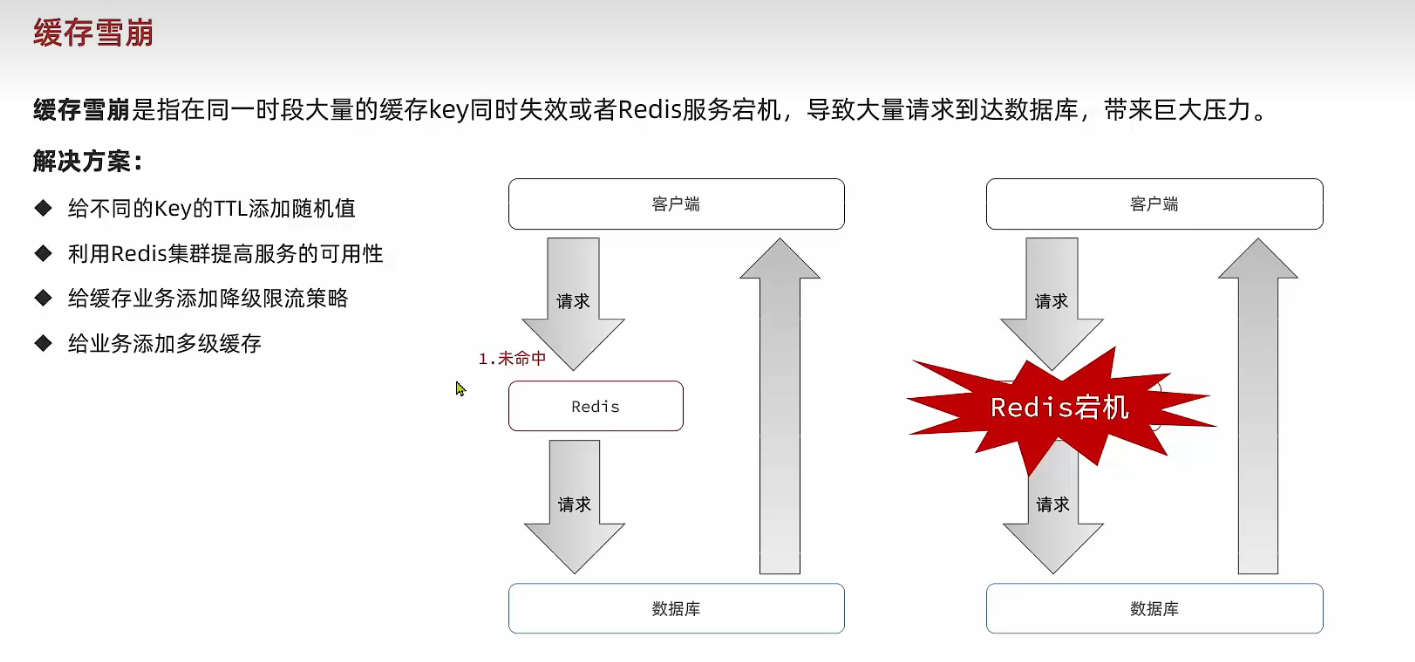 缓存雪崩
缓存雪崩是指在同一时段大量的缓存key同时失效或者Redis服务宕机，导致大量请求到达数据库，带来巨大压力。
解决方案：
给不同的Key的TTL添加随机值
利用Redis集群提高服务的可用性
给缓存业务添加降级限流策略
给业务添加多级缓存
客户端
请求
1.未命中
Redis
请求
数据库
客户端
请求
Redis宕机
请求
数据库